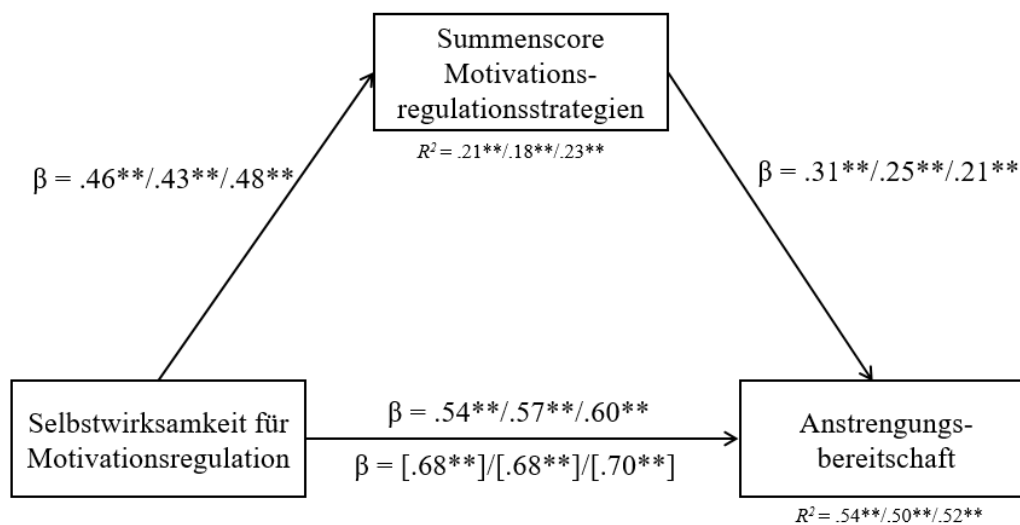 Summenscore
Motivations-
regulationsstrategien
R² = .21**/.18**/.23**
β = .46**/.43**/.48**
β = .31**/.25**/.21**
Selbstwirksamkeit für
Motivationsregulation
β = .54**/.57**/.60**
β = [.68**]/[.68**]/[.70**]
Anstrengungs-
bereitschaft
R² = .54**/.50**/.52**